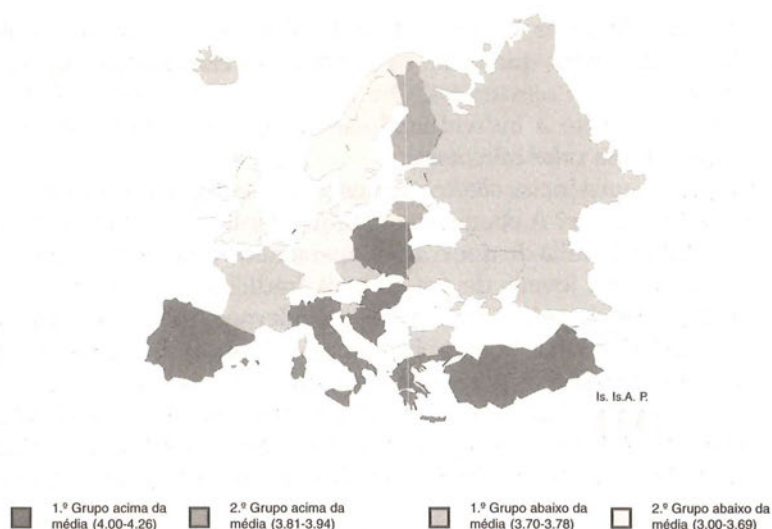 Is. Is.A. P.
1.º Grupo acima da
média (4.00-4.26)
2.º Grupo acima da
média (3.81-3.94)
1.º Grupo abaixo da
média (3.70-3.78)
2.º Grupo abaixo da
média (3.00-3.69)